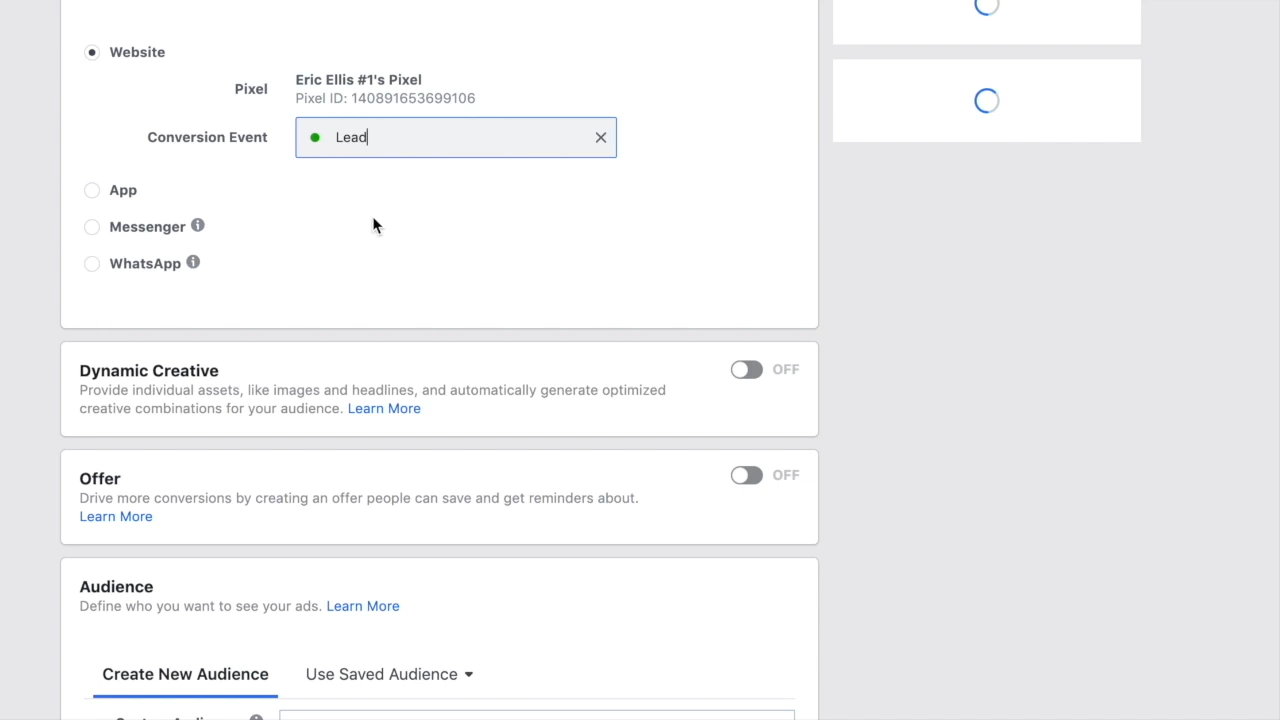 Website
Pixel
Eric Ellis #1's Pixel
Pixel ID: 140891653699106
Conversion Event
Lead
App
Messenger
WhatsApp
Dynamic Creative
OFF
Provide individual assets, like images and headlines, and automatically generate optimized
creative combinations for your audience. Learn More
Offer
OFF
Drive more conversions by creating an offer people can save and get reminders about.
Learn More
Audience
Define who you want to see your ads. Learn More
Create New Audience
Use Saved Audience